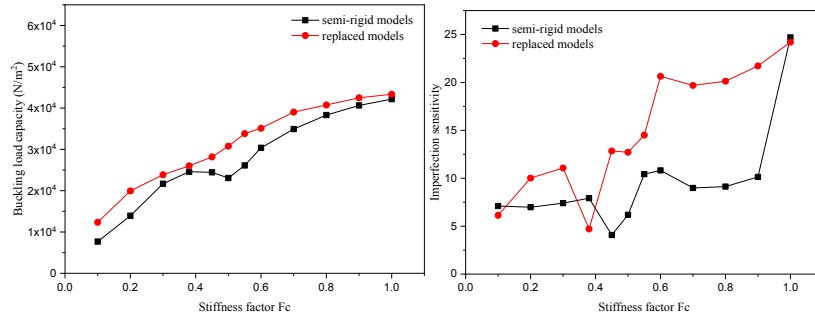 semi-rigid models
replaced models
6x10⁴
5x10⁴
4x10⁴
3x10⁴
2x10⁴
1x10⁴
0
Buckling load capacity (N/m²)
0.0 0.2 0.4 0.6 0.8 1.0
Stiffness factor Fc
semi-rigid models
replaced models
25
20
15
10
5
0
Imperfection sensitivity
0.0 0.2 0.4 0.6 0.8 1.0
Stiffness factor Fc